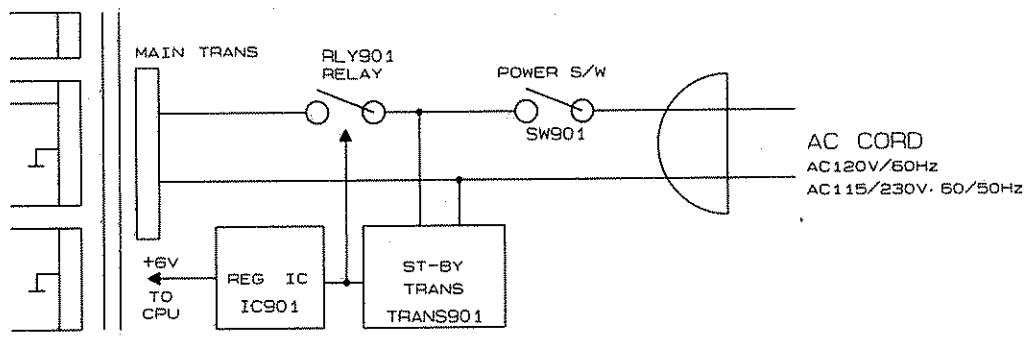 MAIN TRANS
RLY901
RELAY
POWER S/W
SW901
AC CORD
AC120V/60Hz
AC115/230V· 60/50Hz
+6V
TO
CPU
REG IC
IC901
ST-BY
TRANS
TRANS901